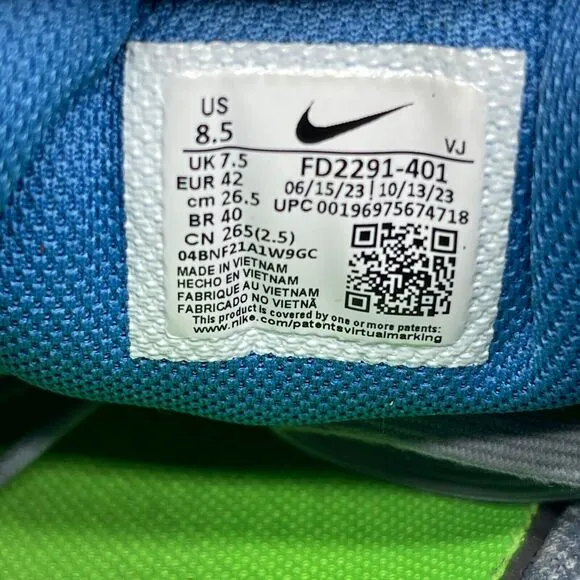 US
8.5
VJ
UK 7.5
EUR 42
cm 26.5
BR 40
CN 265(2.5)
FD2291-401
06/15/23 | 10/13/23
UPC 00196975674718
04BNF21A1W9GC
MADE IN VIETNAM
HECHO EN VIETNAM
FABRIQUE AU VIETNAM
FABRICADO NO VIETNÃ
This product is covered by one or more patents:
www.nike.com/patentsvirtualmarking